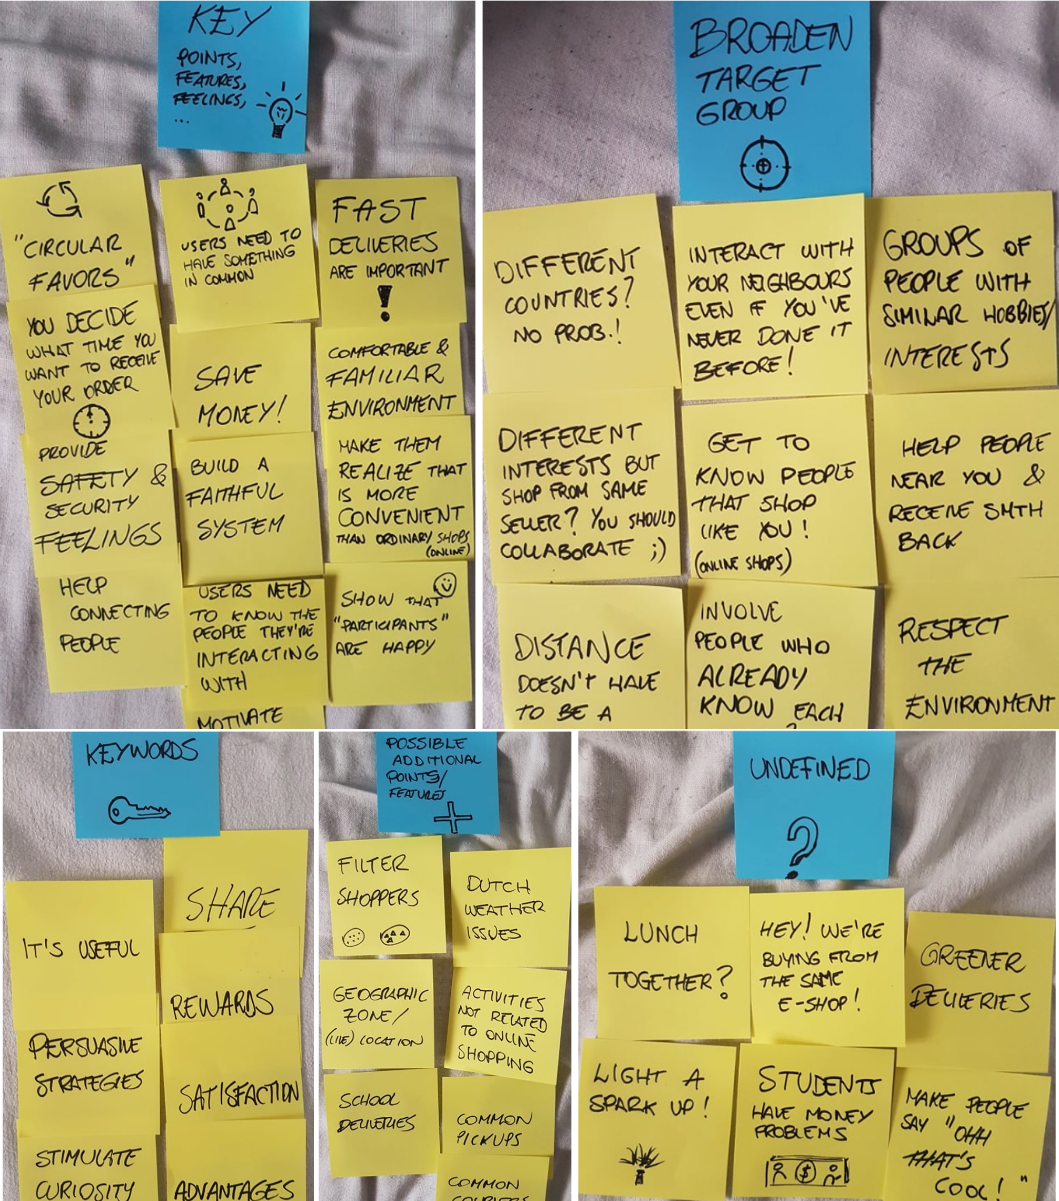 KEY
POINTS,
FEATURES,
FEELINGS,
...
"CIRCULAR
FAVORS"
YOU DECIDE
WHAT TIME YOU
WANT TO RECEIVE
YOUR ORDER
PROVIDE
SAFETY &
SECURITY
FEELINGS
HELP
CONNECTING
PEOPLE
USERS NEED TO
HAVE SOMETHING
IN COMMON
SAVE
MONEY!
BUILD A
FAITHFUL
SYSTEM
USERS NEED
TO KNOW THE
PEOPLE THEY'RE
INTERACTING
WITH
MOTIVATE
FAST
DELIVERIES
ARE IMPORTANT
!
COMFORTABLE &
FAMILIAR
ENVIRONMENT
MAKE THEM
REALIZE THAT
IS MORE
CONVENIENT
THAN ORDINARY SHOPS
(ONLINE)
SHOW THAT
"PARTICIPANTS"
ARE HAPPY
BROADEN
TARGET
GROUP
DIFFERENT
COUNTRIES?
NO PROB.!
INTERACT WITH
YOUR NEIGHBOURS
EVEN IF YOU'VE
NEVER DONE IT
BEFORE!
GROUPS OF
PEOPLE WITH
SIMINAR HOBBIES/
INTERESTS
DIFFERENT
INTERESTS BUT
SHOP FROM SAME
SELLER? YOU SHOULD
COLLABORATE ;)
GET TO
KNOW PEOPLE
THAT SHOP
LIKE YOU!
(ONLINE SHOPS)
HELP PEOPLE
NEAR YOU &
RECEIVE SMTH
BACK
DISTANCE
DOESN'T HAVE
TO BE A
INVOLVE
PEOPLE WHO
ALREADY
KNOW EACH
RESPECT
THE
ENVIRONMENT
KEYWORDS
SHARE
IT'S USEFUL
REWARDS
PERSUASIVE
STRATEGIES
SATISFACTION
STIMULATE
CURIOSITY
ADVANTAGES
POSSIBLE
ADDITIONAL
POINTS/
FEATURES
+
FILTER
SHOPPERS
DUTCH
WEATHER
ISSUES
GEOGRAPHIC
ZONE/
(LIVE) LOCATION
ACTIVITIES
NOT RELATED
TO ONLINE
SHOPPING
SCHOOL
DELIVERIES
COMMON
PICKUPS
COMMON
UNDEFINED
?
LUNCH
TOGETHER?
HEY! WE'RE
BUYING FROM
THE SAME
E-SHOP!
GREENER
DELIVERIES
LIGHT A
SPARK UP!
STUDENTS
HAVE MONEY
PROBLEMS
$
MAKE PEOPLE
SAY "OHH
THAT'S
COOL!"